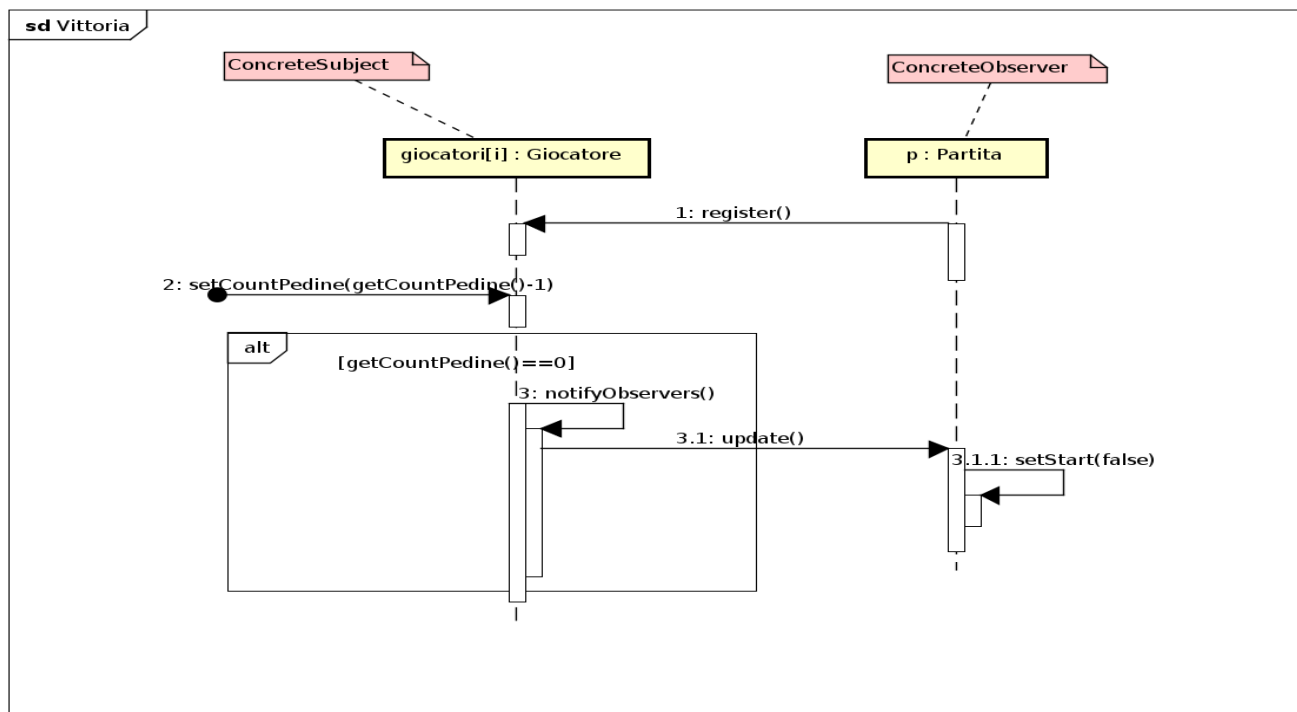 sd Vittoria
ConcreteSubject
ConcreteObserver
giocatori[i] : Giocatore
p : Partita
1: register()
2: setCountPedine(getCountPedine()-1)
alt
[getCountPedine()==0]
3: notifyObservers()
3.1: update()
3.1.1: setStart(false)